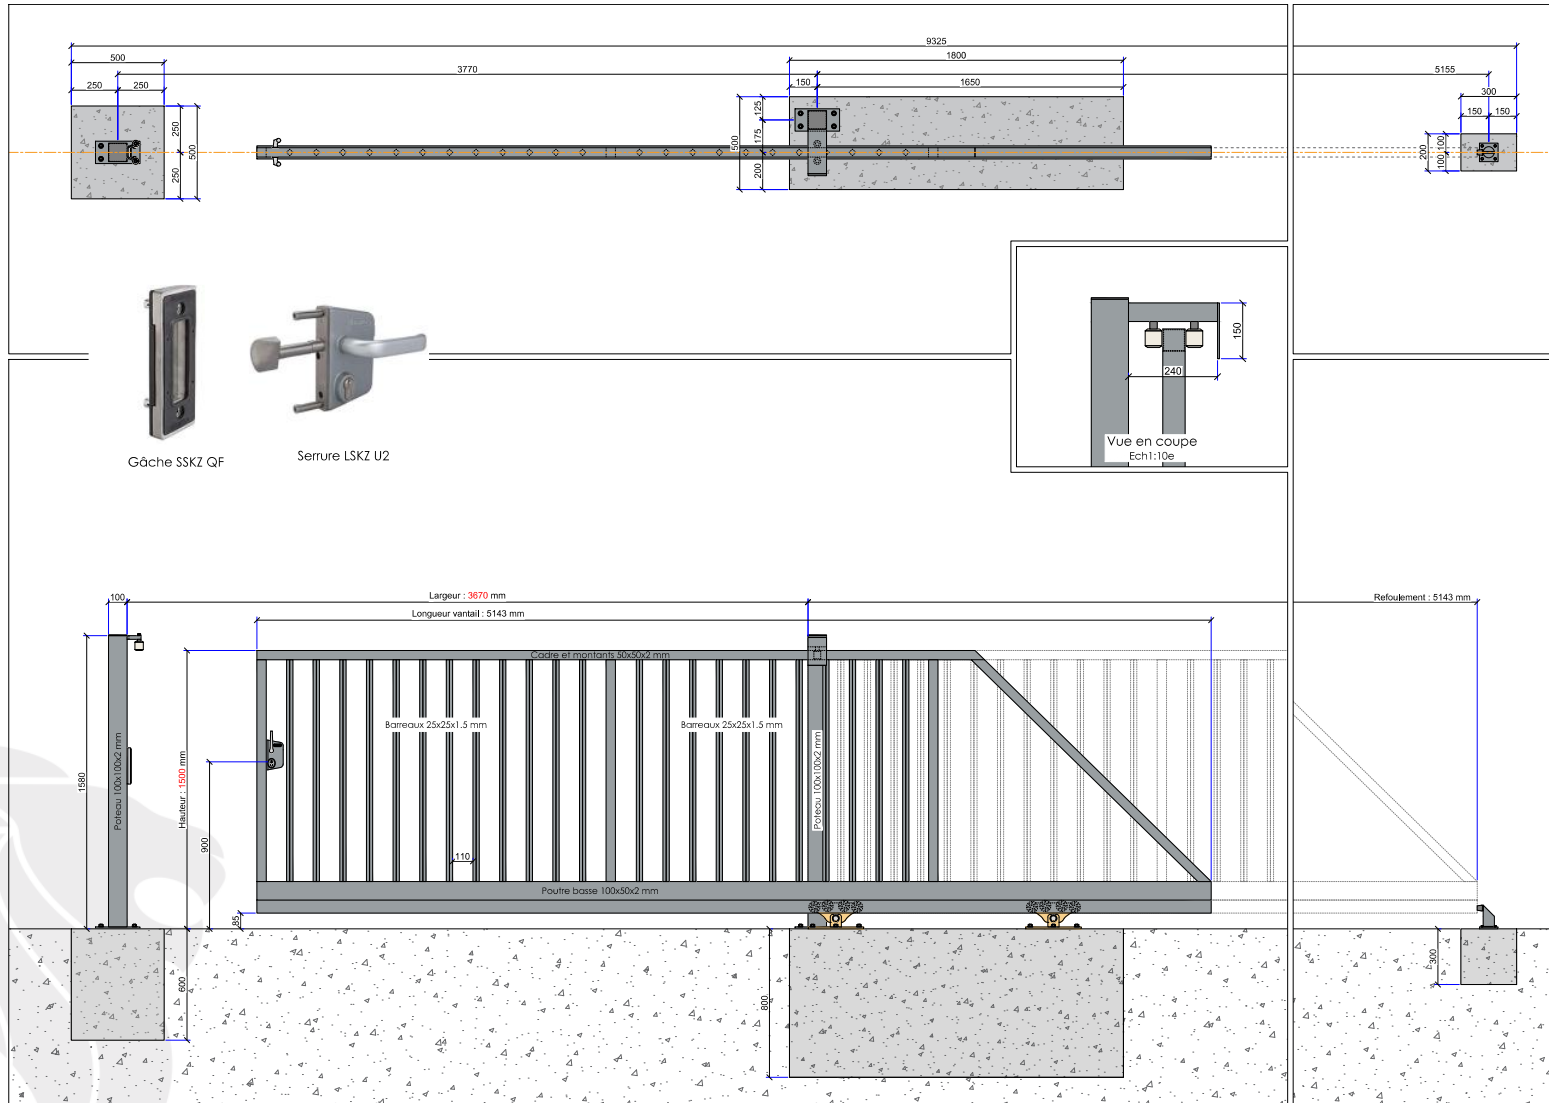 9325
500
1800
3770
5155
250
250
150
1650
300
150
150
125
175
200
500
250
250
500
200
100
100
150
240
Vue en coupe
Ech1:10e
Gâche SSKZ QF
Serrure LSKZ U2
100
Largeur : 3670 mm
Refoulement : 5143 mm
Longueur vantail : 5143 mm
Cadre et montants 50x50x2 mm
Barreaux 25x25x1.5 mm
Barreaux 25x25x1.5 mm
1580
Poteau 100x100x2 mm
Hauteur : 1500 mm
900
Poteau 100x100x2 mm
110
Poutre basse 100x50x2 mm
85
600
800
300